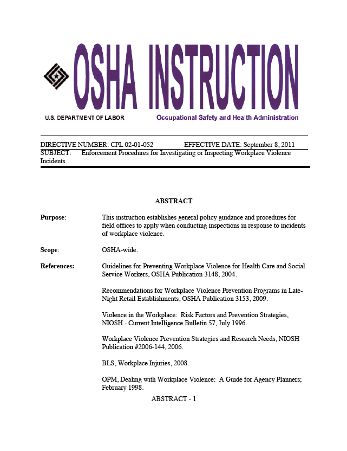 OSHA INSTRUCTION
U.S. DEPARTMENT OF LABOR Occupational Safety and Health Administration
DIRECTIVE NUMBER: CPL 02-01-052 EFFECTIVE DATE: September 8, 2011
SUBJECT: Enforcement Procedures for Investigating or Inspecting Workplace Violence
Incidents
ABSTRACT
Purpose: This instruction establishes general policy guidance and procedures for
field offices to apply when conducting inspections in response to incidents
of workplace violence.
Scope: OSHA-wide.
References: Guidelines for Preventing Workplace Violence for Health Care and Social
Service Workers, OSHA Publication 3148, 2004.
Recommendations for Workplace Violence Prevention Programs in Late-
Night Retail Establishments, OSHA Publication 3153, 2009.
Violence in the Workplace: Risk Factors and Prevention Strategies,
NIOSH - Current Intelligence Bulletin 57, July 1996.
Workplace Violence Prevention Strategies and Research Needs, NIOSH
Publication #2006-144, 2006.
BLS, Workplace Injuries, 2008.
OPM, Dealing with Workplace Violence: A Guide for Agency Planners;
February 1998.
ABSTRACT - 1